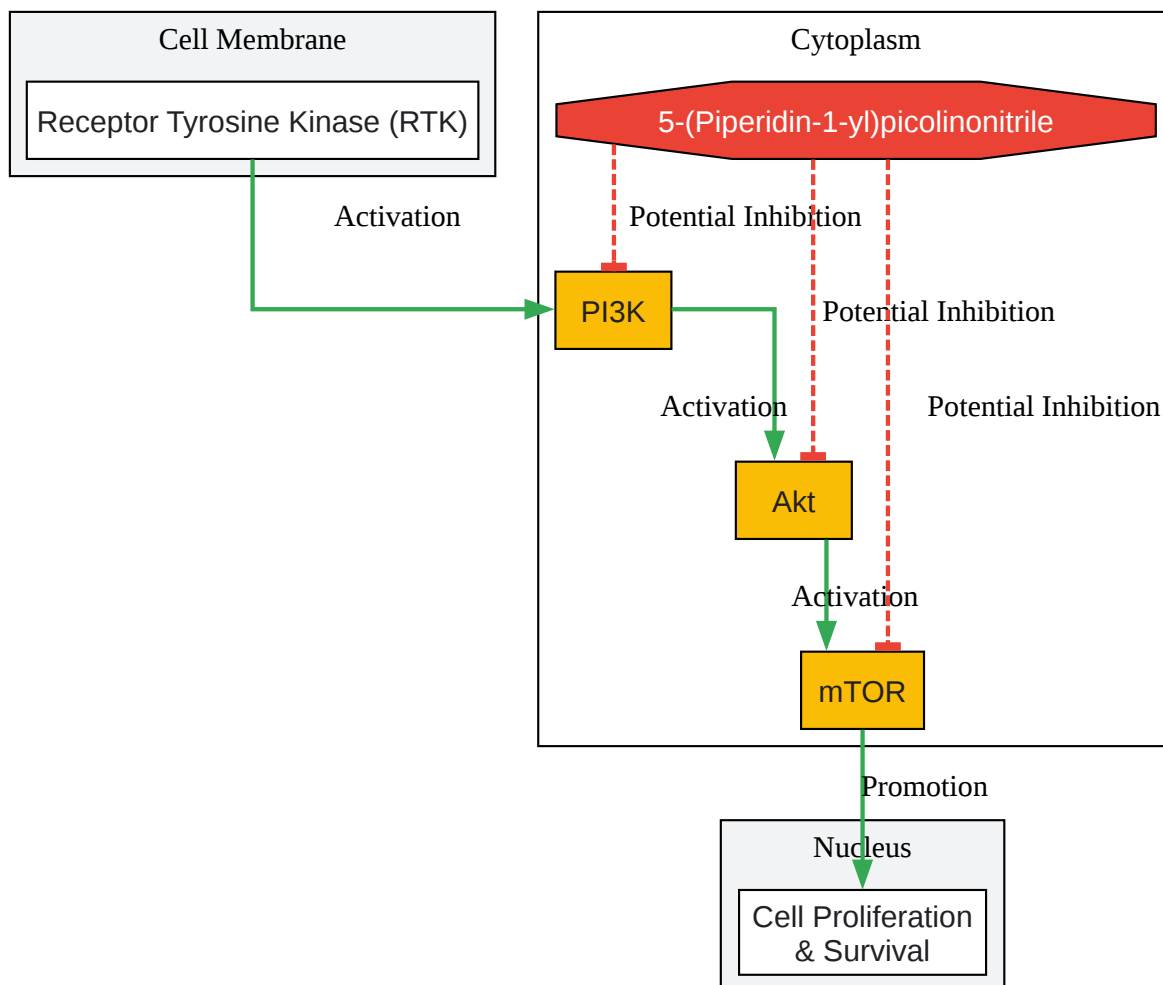 Cell Membrane
Receptor Tyrosine Kinase (RTK)
Cytoplasm
5-(Piperidin-1-yl)picolinonitrile
Activation
Potential Inhibition
PI3K
Potential Inhibition
Activation
Potential Inhibition
Akt
Activation
mTOR
Promotion
Nucleus
Cell Proliferation
& Survival